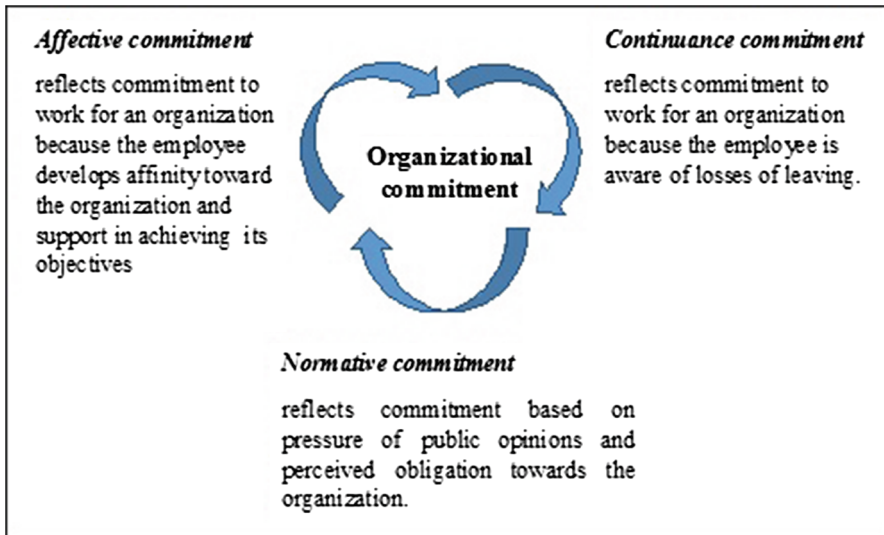 Affective commitment
reflects commitment to
work for an organization
because the employee
develops affinity toward
the organization and
support in achieving its
objectives
Organizational
commitment
Continuance commitment
reflects commitment to
work for an organization
because the employee is
aware of losses of leaving.
Normative commitment
reflects commitment based on
pressure of public opinions and
perceived obligation towards the
organization.